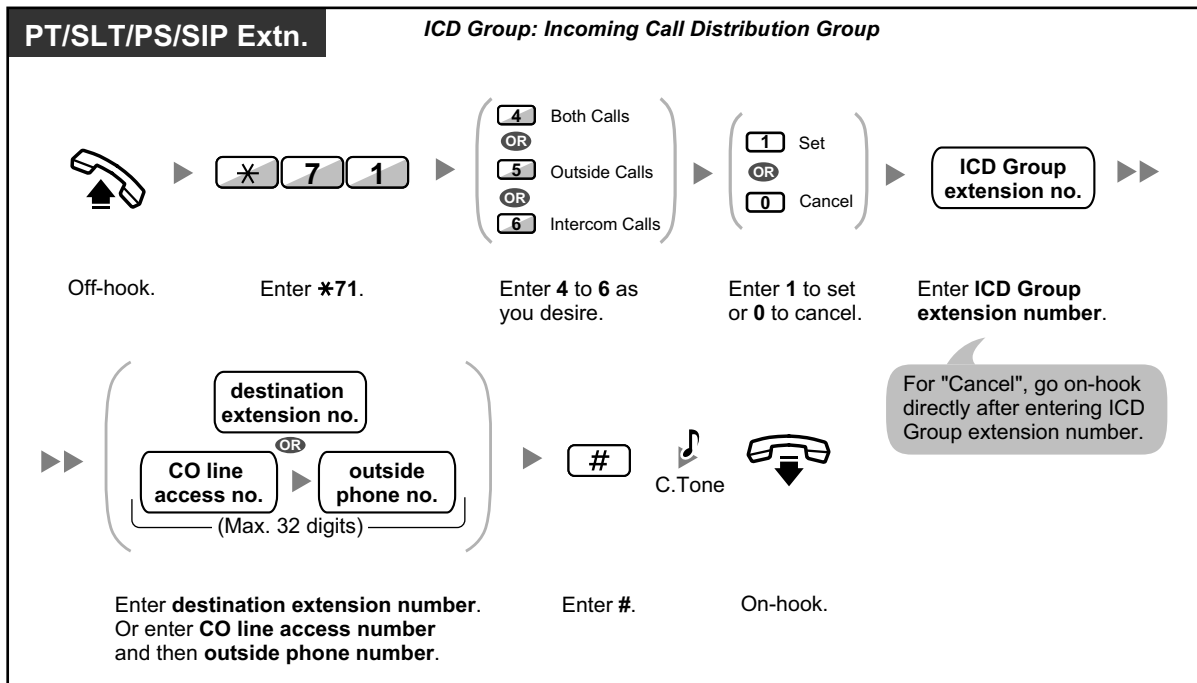 PT/SLT/PS/SIP Extn.
ICD Group: Incoming Call Distribution Group
4 Both Calls
OR
5 Outside Calls
OR
6 Intercom Calls
1 Set
OR
0 Cancel
ICD Group
extension no.
✳ 7 1
Off-hook.
Enter ✳71.
Enter 4 to 6 as
you desire.
Enter 1 to set
or 0 to cancel.
Enter ICD Group
extension number.
For "Cancel", go on-hook
directly after entering ICD
Group extension number.
destination
extension no.
OR
CO line
access no.
outside
phone no.
(Max. 32 digits)
#
C.Tone
Enter destination extension number.
Or enter CO line access number
and then outside phone number.
Enter #.
On-hook.